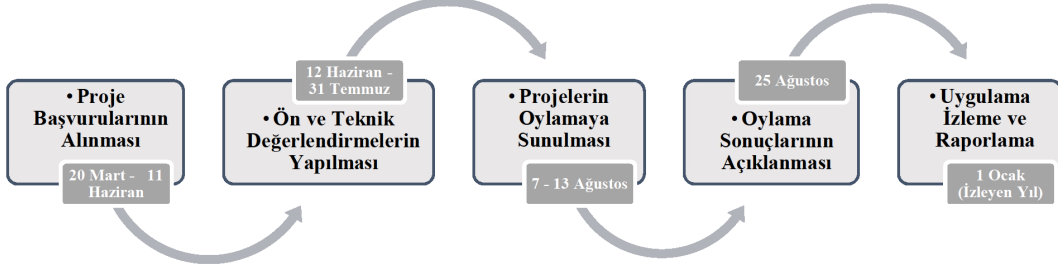 • Proje
Başvurularının
Alınması
20 Mart - 11
Haziran
12 Haziran -
31 Temmuz
• Ön ve Teknik
Değerlendirmelerin
Yapılması
• Projelerin
Oylamaya
Sunulması
7 - 13 Ağustos
25 Ağustos
• Oylama
Sonuçlarının
Açıklanması
• Uygulama
İzleme ve
Raporlama
1 Ocak
(İzleyen Yıl)